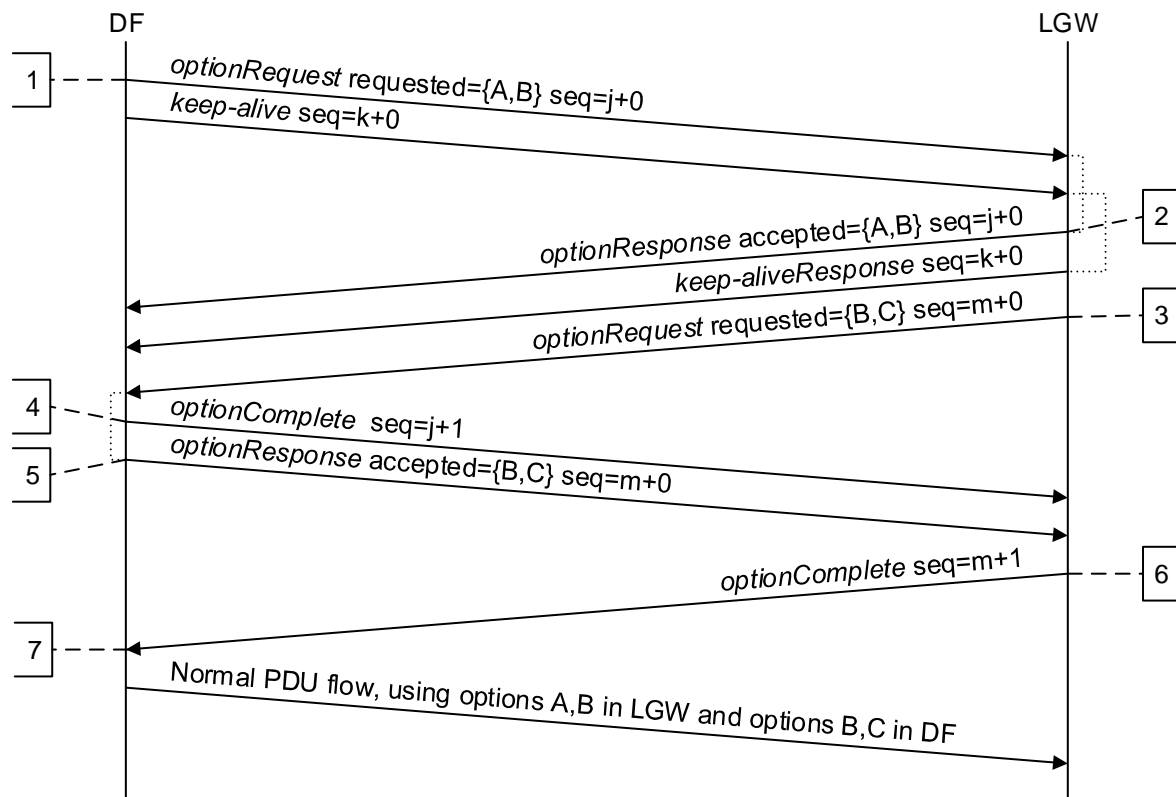 DF
LGW
1
optionRequest requested={A,B} seq=j+0
keep-alive seq=k+0
2
optionResponse accepted={A,B} seq=j+0
keep-aliveResponse seq=k+0
3
optionRequest requested={B,C} seq=m+0
4
optionComplete seq=j+1
5
optionResponse accepted={B,C} seq=m+0
6
optionComplete seq=m+1
7
Normal PDU flow, using options A,B in LGW and options B,C in DF